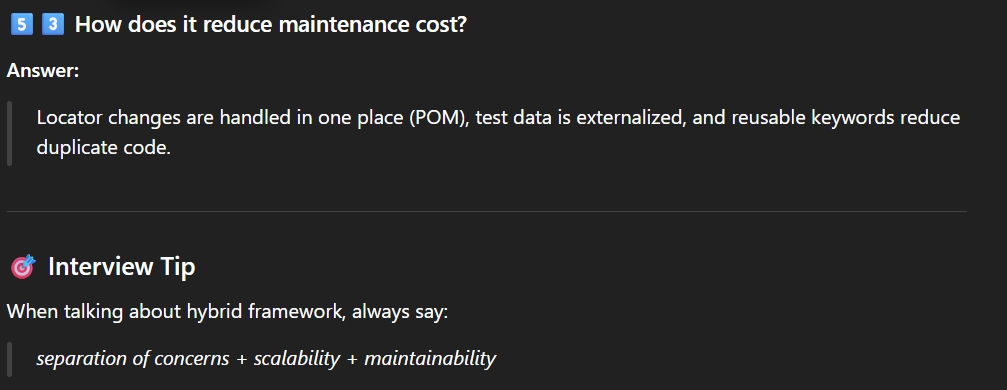 5️⃣ 3️⃣ How does it reduce maintenance cost?
Answer:
Locator changes are handled in one place (POM), test data is externalized, and reusable keywords reduce
duplicate code.
🎯 Interview Tip
When talking about hybrid framework, always say:
separation of concerns + scalability + maintainability